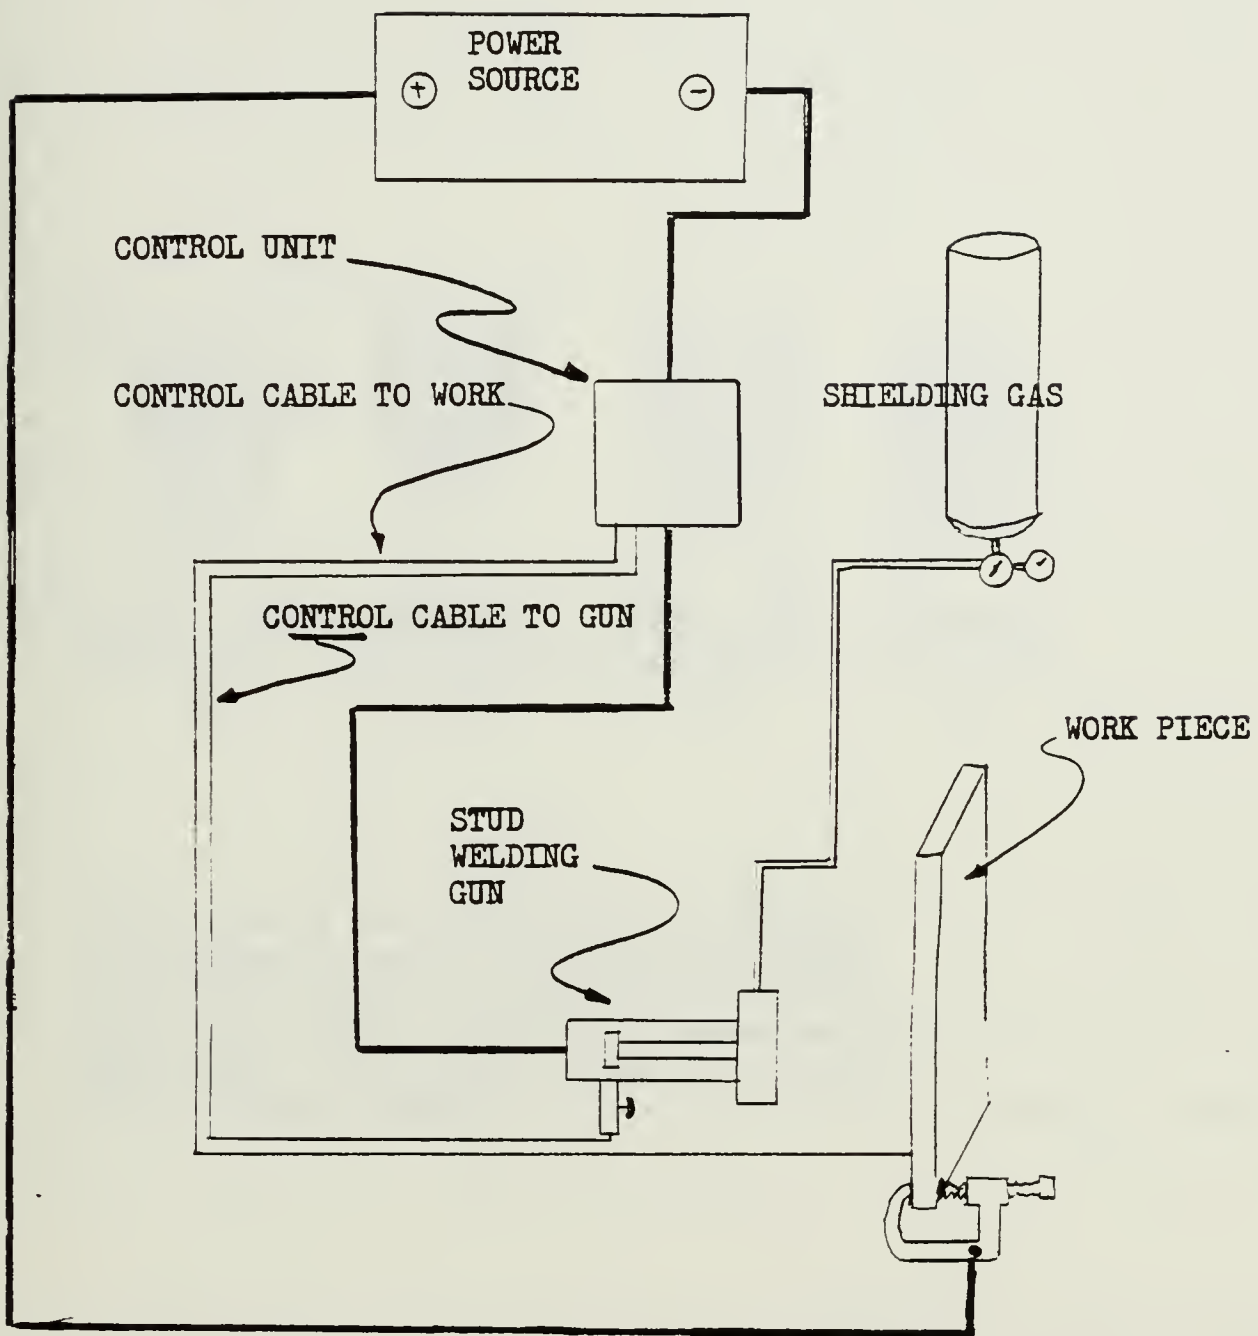 POWER
SOURCE
+
-
CONTROL UNIT
CONTROL CABLE TO WORK
SHIELDING GAS
CONTROL CABLE TO GUN
WORK PIECE
STUD
WELDING
GUN